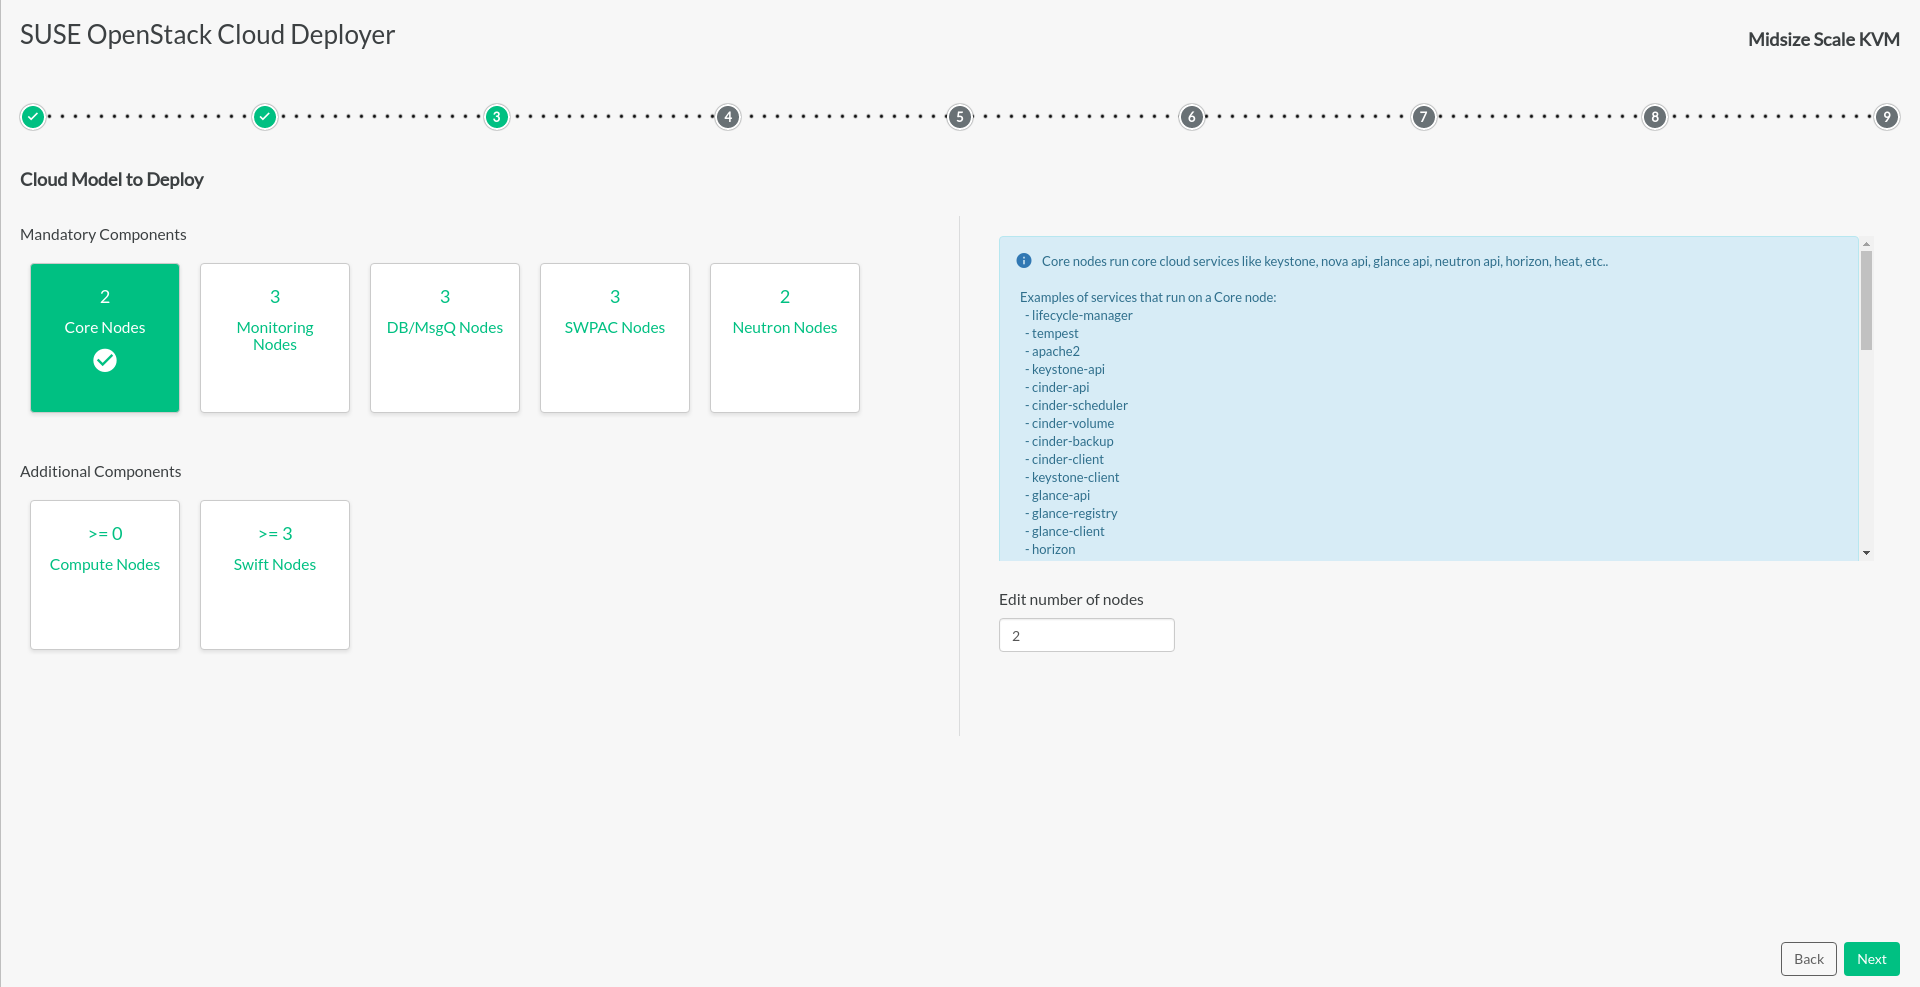 SUSE OpenStack Cloud Deployer
Midsize Scale KVM
3
4
5
6
7
8
9
Cloud Model to Deploy
Mandatory Components
2
Core Nodes
3
Monitoring
Nodes
3
DB/MsgQ Nodes
3
SWPAC Nodes
2
Neutron Nodes
Additional Components
>= 0
Compute Nodes
>= 3
Swift Nodes
Core nodes run core cloud services like keystone, nova api, glance api, neutron api, horizon, heat, etc..
Examples of services that run on a Core node:
- lifecycle-manager
- tempest
- apache2
- keystone-api
- cinder-api
- cinder-scheduler
- cinder-volume
- cinder-backup
- cinder-client
- keystone-client
- glance-api
- glance-registry
- glance-client
- horizon
Edit number of nodes
2
Back
Next